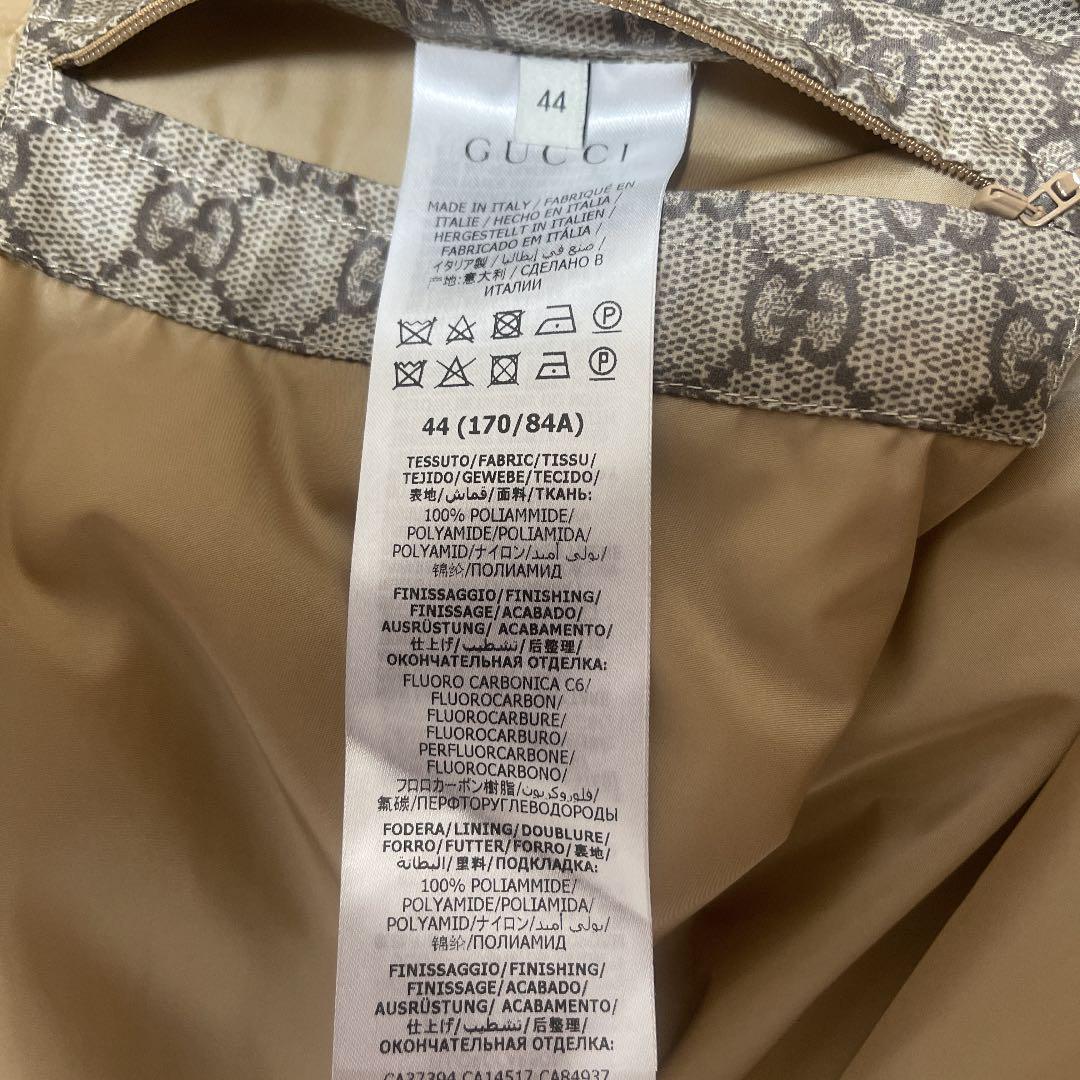 44
GUCCI
MADE IN ITALY / FABRIQUÉ EN
ITALIE / HECHO EN ITALIA /
HERGESTELLT IN ITALIEN /
FABRICADO EM ITÁLIA /
イタリア製 / صنع في إيطاليا /
产地:意大利 / СДЕЛАНО В
ИТАЛИИ
P
P
44 (170/84A)
TESSUTO/FABRIC/TISSU/
TEJIDO/GEWEBE/TECIDO/
表地/قماش/面料/ТКАНЬ:
100% POLIAMMIDE/
POLYAMIDE/POLIAMIDA/
POLYAMID/ナイロン/بولي أميد/
锦纶/ПОЛИАМИД
FINISSAGGIO/FINISHING/
FINISSAGE/ACABADO/
AUSRÜSTUNG/ ACABAMENTO/
仕上げ/تشطيب/后整理/
ОКОНЧАТЕЛЬНАЯ ОТДЕЛКА:
FLUORO CARBONICA C6/
FLUOROCARBON/
FLUOROCARBURE/
FLUOROCARBURO/
PERFLUORCARBONE/
FLUOROCARBONO/
フロロカーボン樹脂/فلوروكربون/
氟碳/ПЕРФТОРУГЛЕВОДОРОДЫ
FODERA/LINING/DOUBLURE/
FORRO/FUTTER/FORRO/裏地/
البطانة/里料/ПОДКЛАДКА:
100% POLIAMMIDE/
POLYAMIDE/POLIAMIDA/
POLYAMID/ナイロン/بولي أميد/
锦纶/ПОЛИАМИД
FINISSAGGIO/FINISHING/
FINISSAGE/ACABADO/
AUSRÜSTUNG/ ACABAMENTO/
仕上げ/تشطيب/后整理/
ОКОНЧАТЕЛЬНАЯ ОТДЕЛКА:
CA37394 CA14517 CA84937